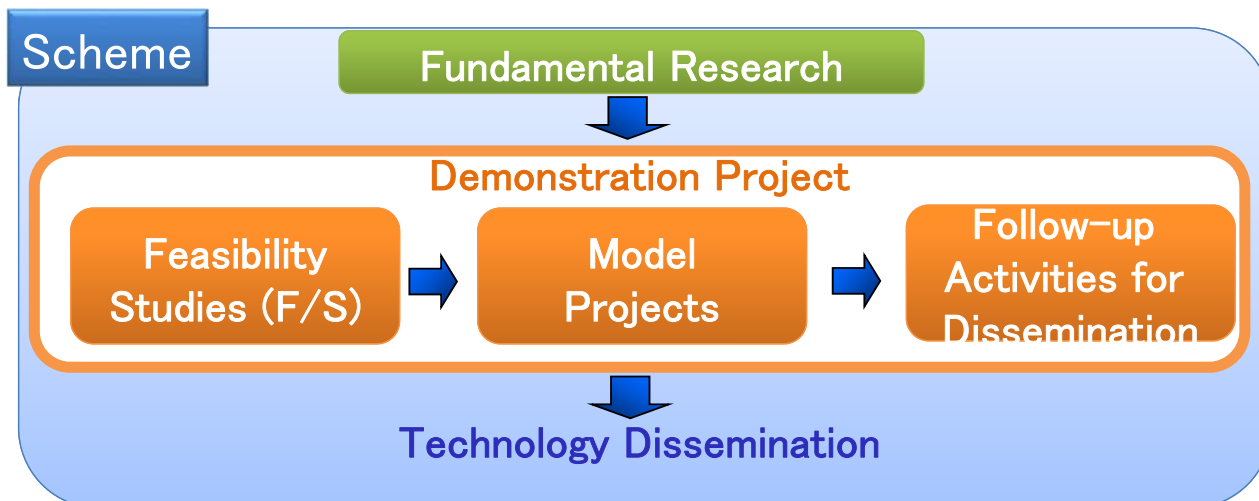 Scheme
Fundamental Research
Demonstration Project
Feasibility
Studies (F/S)
Model
Projects
Follow-up
Activities for
Dissemination
Technology Dissemination